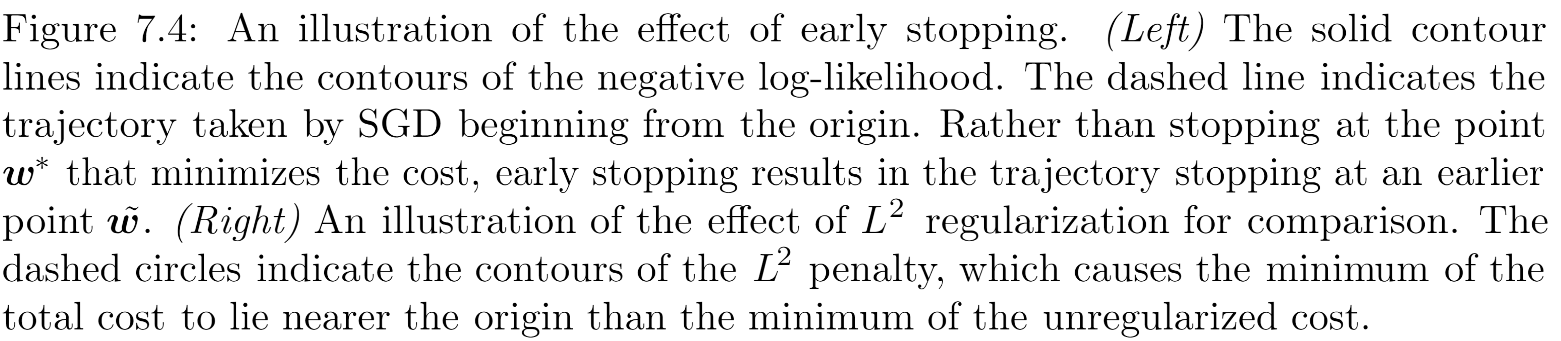 Figure 7.4: An illustration of the effect of early stopping. (Left) The solid contour
lines indicate the contours of the negative log-likelihood. The dashed line indicates the
trajectory taken by SGD beginning from the origin. Rather than stopping at the point
w* that minimizes the cost, early stopping results in the trajectory stopping at an earlier
point w̃. (Right) An illustration of the effect of L² regularization for comparison. The
dashed circles indicate the contours of the L² penalty, which causes the minimum of the
total cost to lie nearer the origin than the minimum of the unregularized cost.